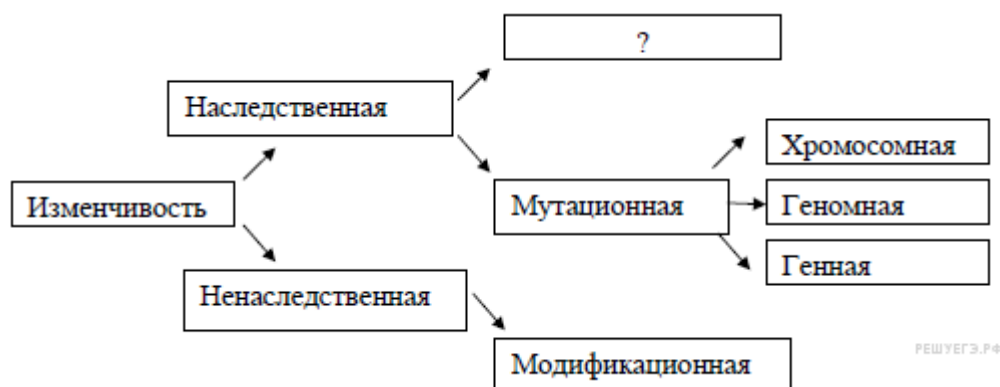 ?
Наследственная
Хромосомная
Изменчивость
Мутационная
Геномная
Генная
Ненаследственная
Модификационная
РЕШУЕГЭ.РФ